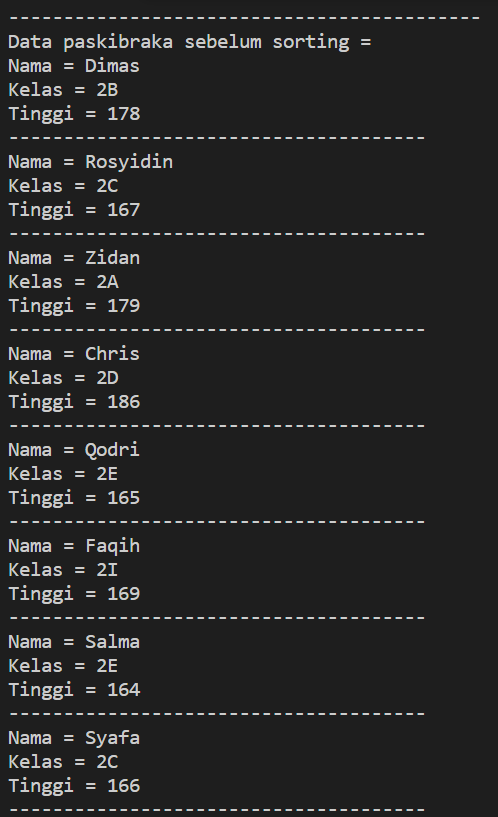 -------------------------------------------
Data paskibraka sebelum sorting =
Nama = Dimas
Kelas = 2B
Tinggi = 178
--------------------------------------
Nama = Rosyidin
Kelas = 2C
Tinggi = 167
--------------------------------------
Nama = Zidan
Kelas = 2A
Tinggi = 179
--------------------------------------
Nama = Chris
Kelas = 2D
Tinggi = 186
--------------------------------------
Nama = Qodri
Kelas = 2E
Tinggi = 165
--------------------------------------
Nama = Faqih
Kelas = 2I
Tinggi = 169
--------------------------------------
Nama = Salma
Kelas = 2E
Tinggi = 164
--------------------------------------
Nama = Syafa
Kelas = 2C
Tinggi = 166
--------------------------------------